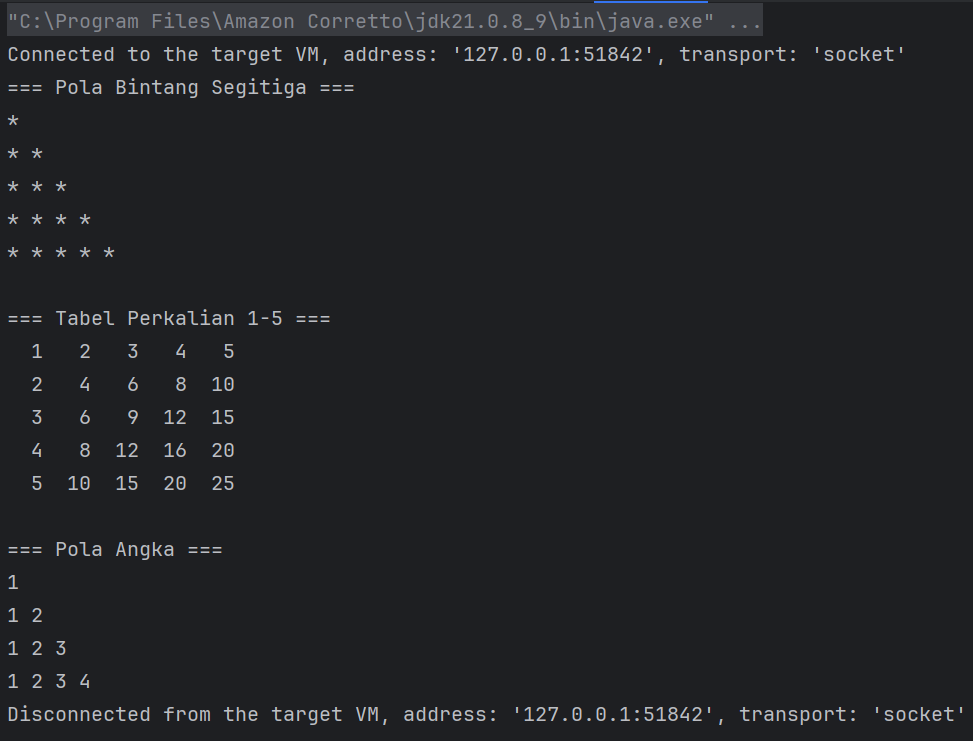 "C:\Program Files\Amazon Corretto\jdk21.0.8_9\bin\java.exe" ...
Connected to the target VM, address: '127.0.0.1:51842', transport: 'socket'
=== Pola Bintang Segitiga ===
*
* *
* * *
* * * *
* * * * *

=== Tabel Perkalian 1-5 ===
  1   2   3   4   5
  2   4   6   8  10
  3   6   9  12  15
  4   8  12  16  20
  5  10  15  20  25

=== Pola Angka ===
1
1 2
1 2 3
1 2 3 4
Disconnected from the target VM, address: '127.0.0.1:51842', transport: 'socket'